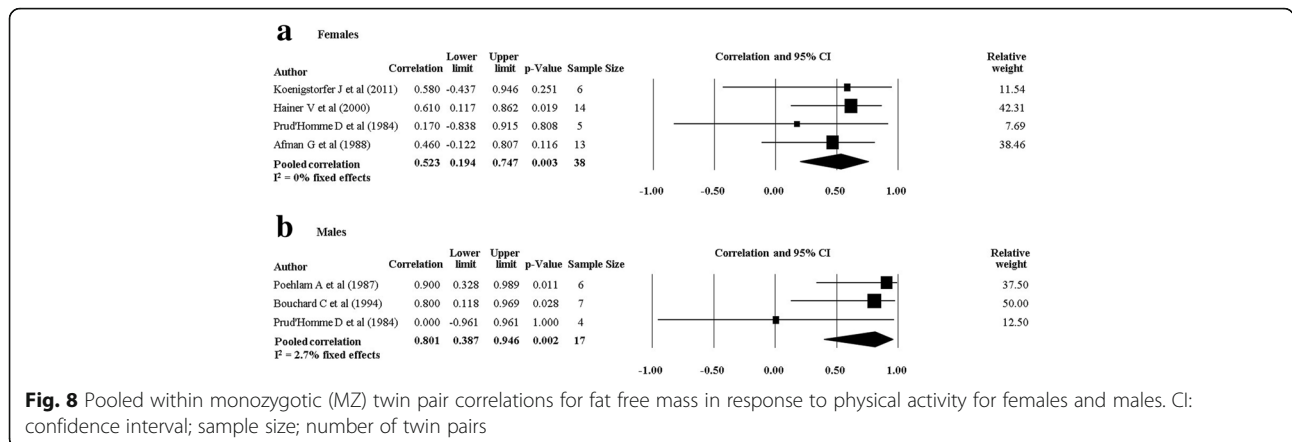 a Females
Correlation and 95% CI
Author Correlation Lower limit Upper limit p-Value Sample Size Relative weight
Koenigstorfer J et al (2011) 0.580 -0.437 0.946 0.251 6 11.54
Hainer V et al (2000) 0.610 0.117 0.862 0.019 14 42.31
Prud'Homme D et al (1984) 0.170 -0.838 0.915 0.808 5 7.69
Afman G et al (1988) 0.460 -0.122 0.807 0.116 13 38.46
Pooled correlation 0.523 0.194 0.747 0.003 38
I² = 0% fixed effects
-1.00 -0.50 0.00 0.50 1.00
b Males
Correlation and 95% CI
Author Correlation Lower limit Upper limit p-Value Sample Size Relative weight
Poehlam A et al (1987) 0.900 0.328 0.989 0.011 6 37.50
Bouchard C et al (1994) 0.800 0.118 0.969 0.028 7 50.00
Prud'Homme D et al (1984) 0.000 -0.961 0.961 1.000 4 12.50
Pooled correlation 0.801 0.387 0.946 0.002 17
I² = 2.7% fixed effects
-1.00 -0.50 0.00 0.50 1.00
Fig. 8 Pooled within monozygotic (MZ) twin pair correlations for fat free mass in response to physical activity for females and males. CI:
confidence interval; sample size; number of twin pairs